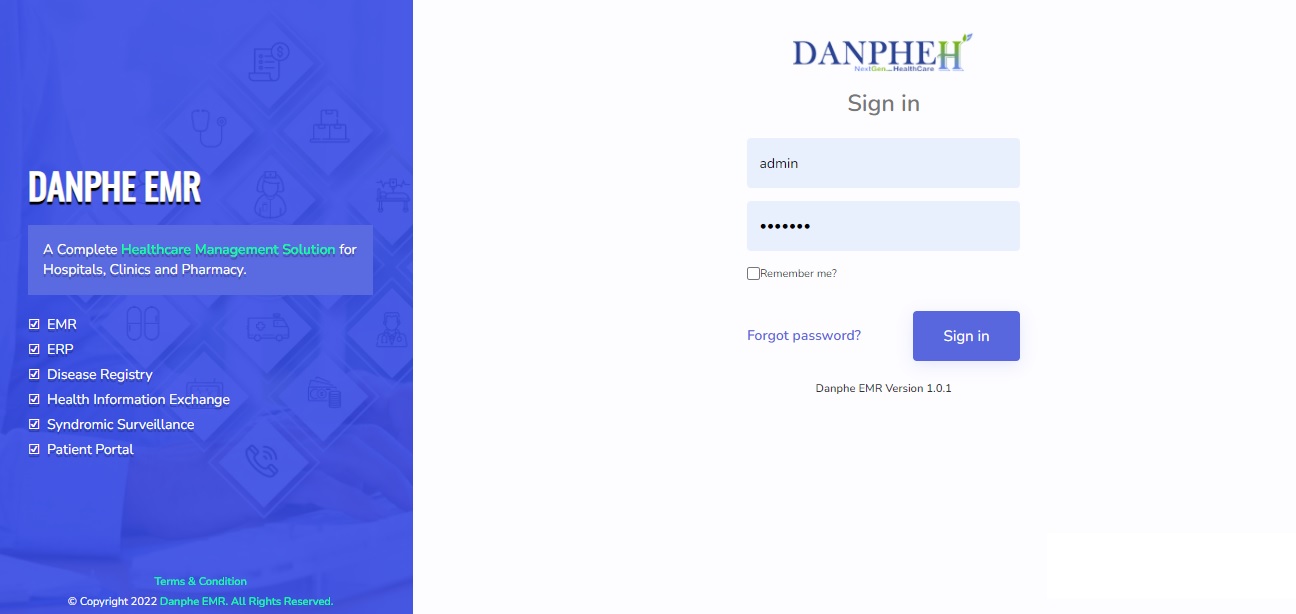 DANPHE EMR
A Complete Healthcare Management Solution for
Hospitals, Clinics and Pharmacy.
EMR
ERP
Disease Registry
Health Information Exchange
Syndromic Surveillance
Patient Portal
Terms & Condition
© Copyright 2022 Danphe EMR. All Rights Reserved.
DANPHEH
NextGen... HealthCare
Sign in
admin
•••••••
Remember me?
Forgot password?
Sign in
Danphe EMR Version 1.0.1